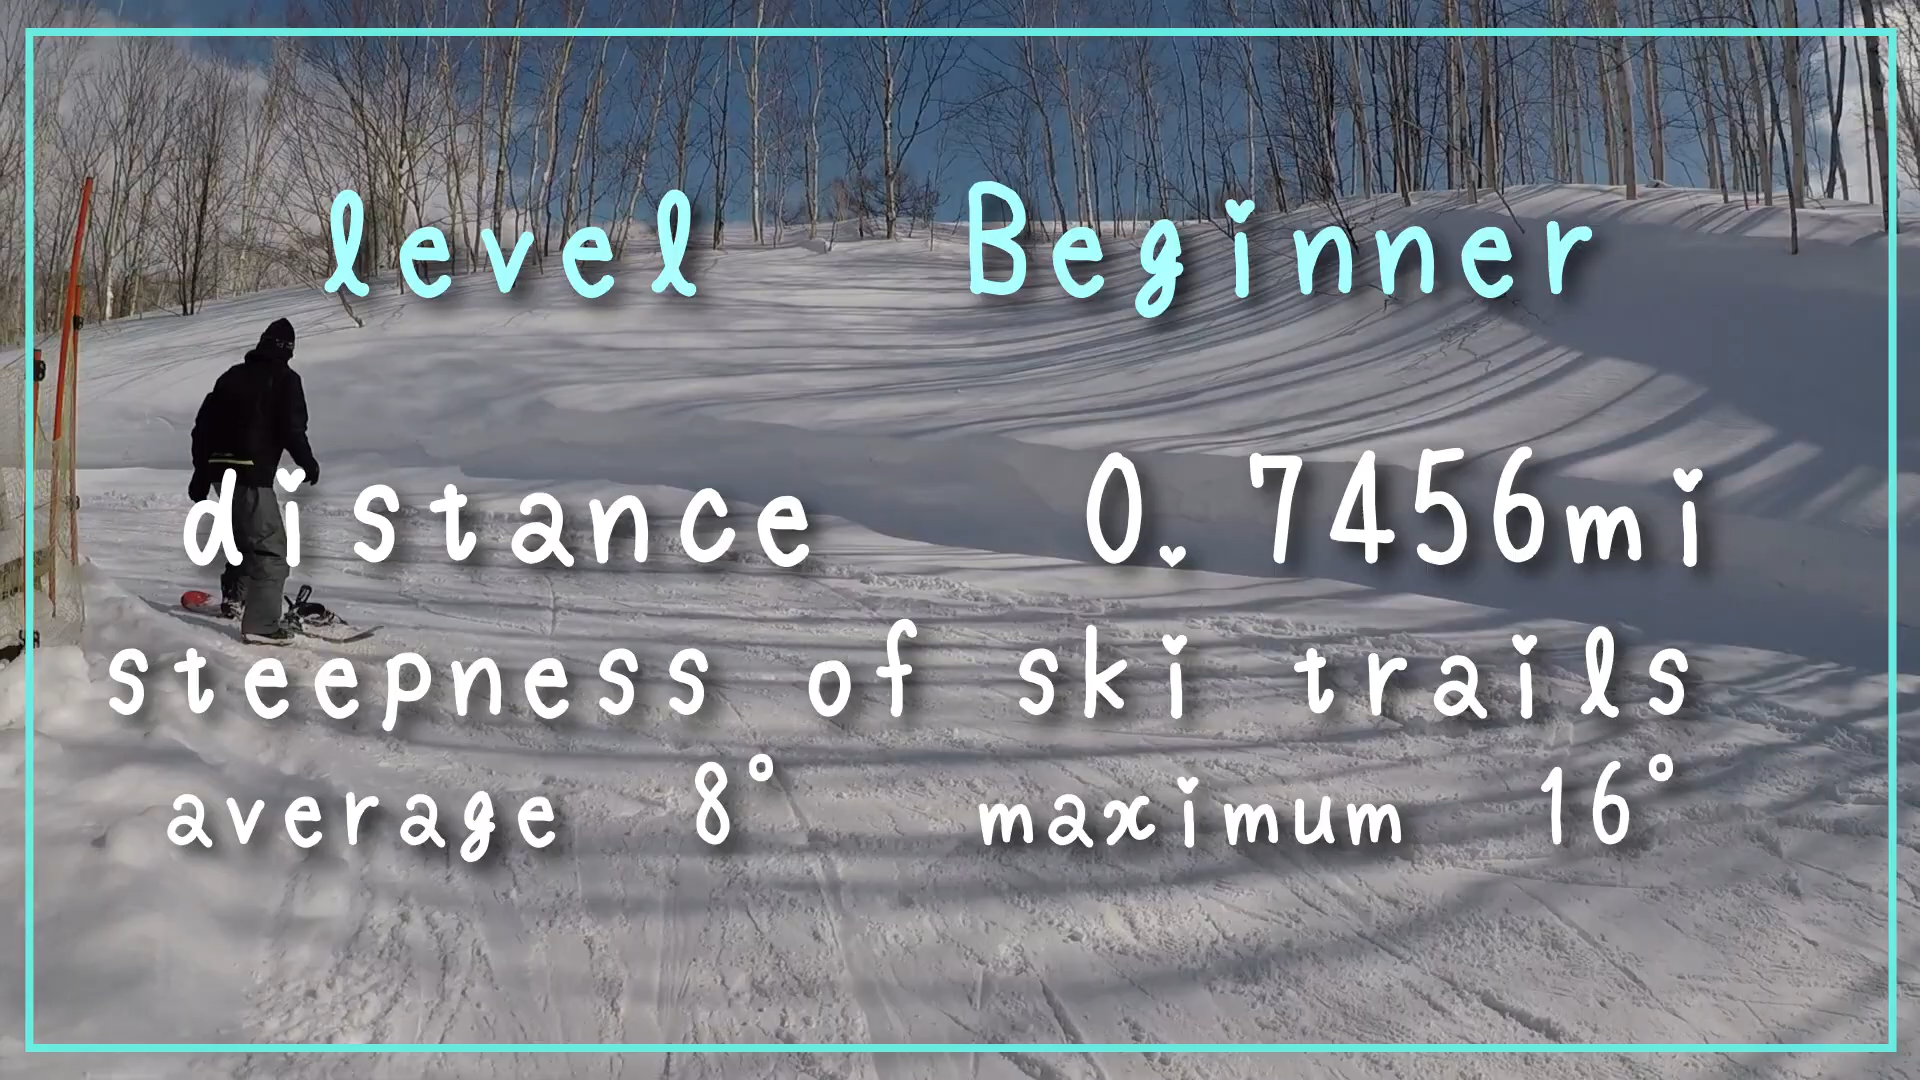 level Beginner
distance 0.7456mi
steepness of ski trails
average 8° maximum 16°